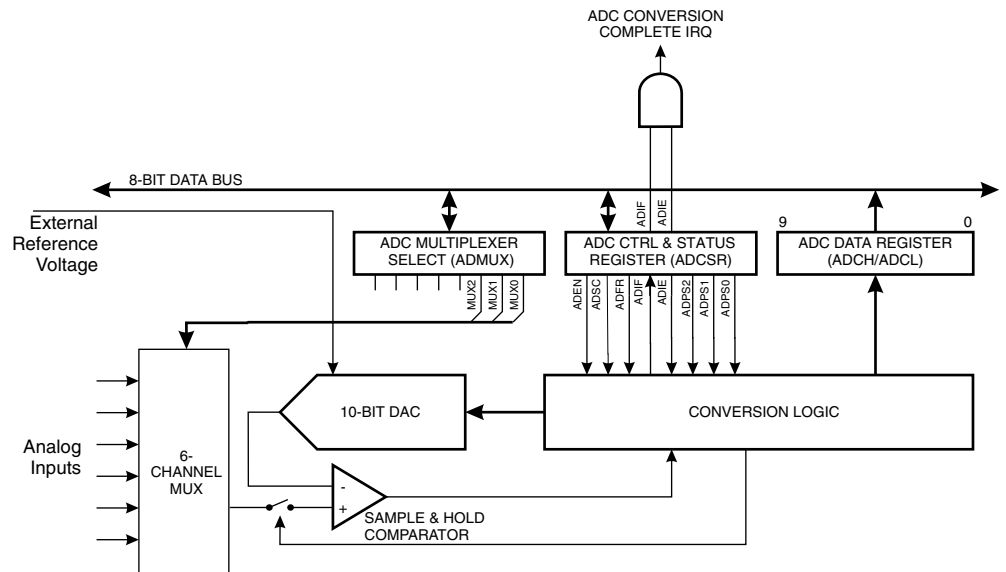 ADC CONVERSION
COMPLETE IRQ
8-BIT DATA BUS
ADIF
ADIE
External
Reference
Voltage
ADC MULTIPLEXER
SELECT (ADMUX)
ADC CTRL & STATUS
REGISTER (ADCSR)
9
0
ADC DATA REGISTER
(ADCH/ADCL)
MUX2
MUX1
MUX0
ADEN
ADSC
ADFR
ADIF
ADIE
ADPS2
ADPS1
ADPS0
10-BIT DAC
CONVERSION LOGIC
Analog
Inputs
6-
CHANNEL
MUX
-
+
SAMPLE & HOLD
COMPARATOR